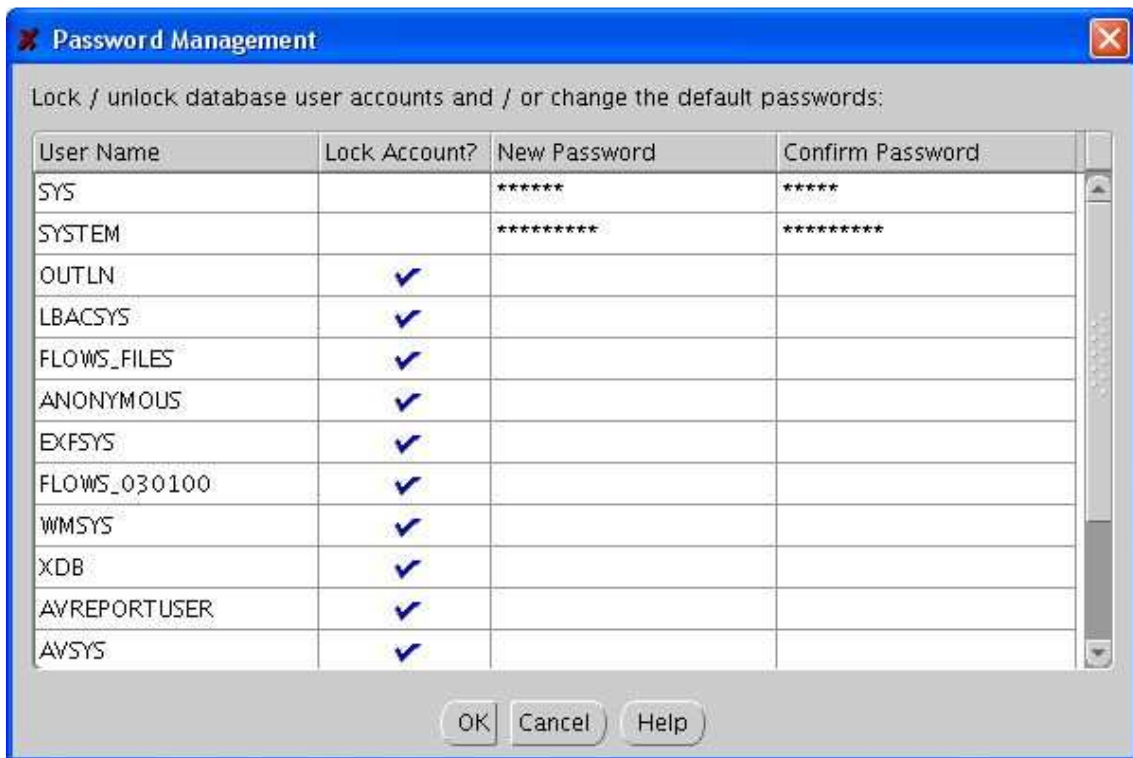 Password Management
Lock / unlock database user accounts and / or change the default passwords:
User Name Lock Account? New Password Confirm Password
SYS ****** *****
SYSTEM ********* *********
OUTLN
LBACSYS
FLOWS_FILES
ANONYMOUS
EXFSYS
FLOWS_030100
WMSYS
XDB
AVREPORTUSER
AVSYS
OK Cancel Help